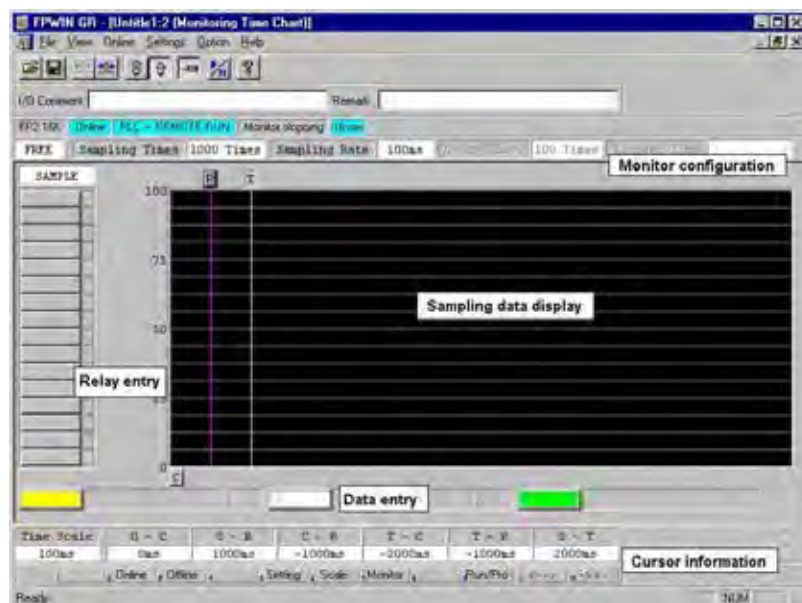 FPWIN GR - [Untitle1:2 (Monitoring Time Chart)]
File View Online Settings Option Help
I/O Comment Remark
Online PLC = REMOTE RUN Monitor stopping
FREE Sampling Times 1000 Times Sampling Rate 100ms 100 Times
Monitor configuration
SAMPLE
T
100
75
Sampling data display
50
Relay entry
0
C
Data entry
Time Scale
100ms 0ms 1000ms -1000ms -2000ms -1000ms 2000ms
Cursor information
Online Offline Setting Scale Monitor Run/Pro
Ready NUM